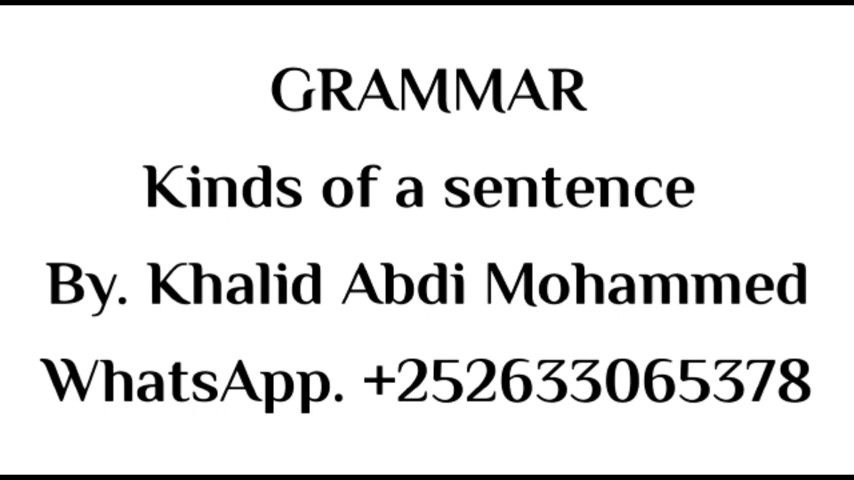 GRAMMAR
Kinds of a sentence
By. Khalid Abdi Mohammed
WhatsApp. +252633065378